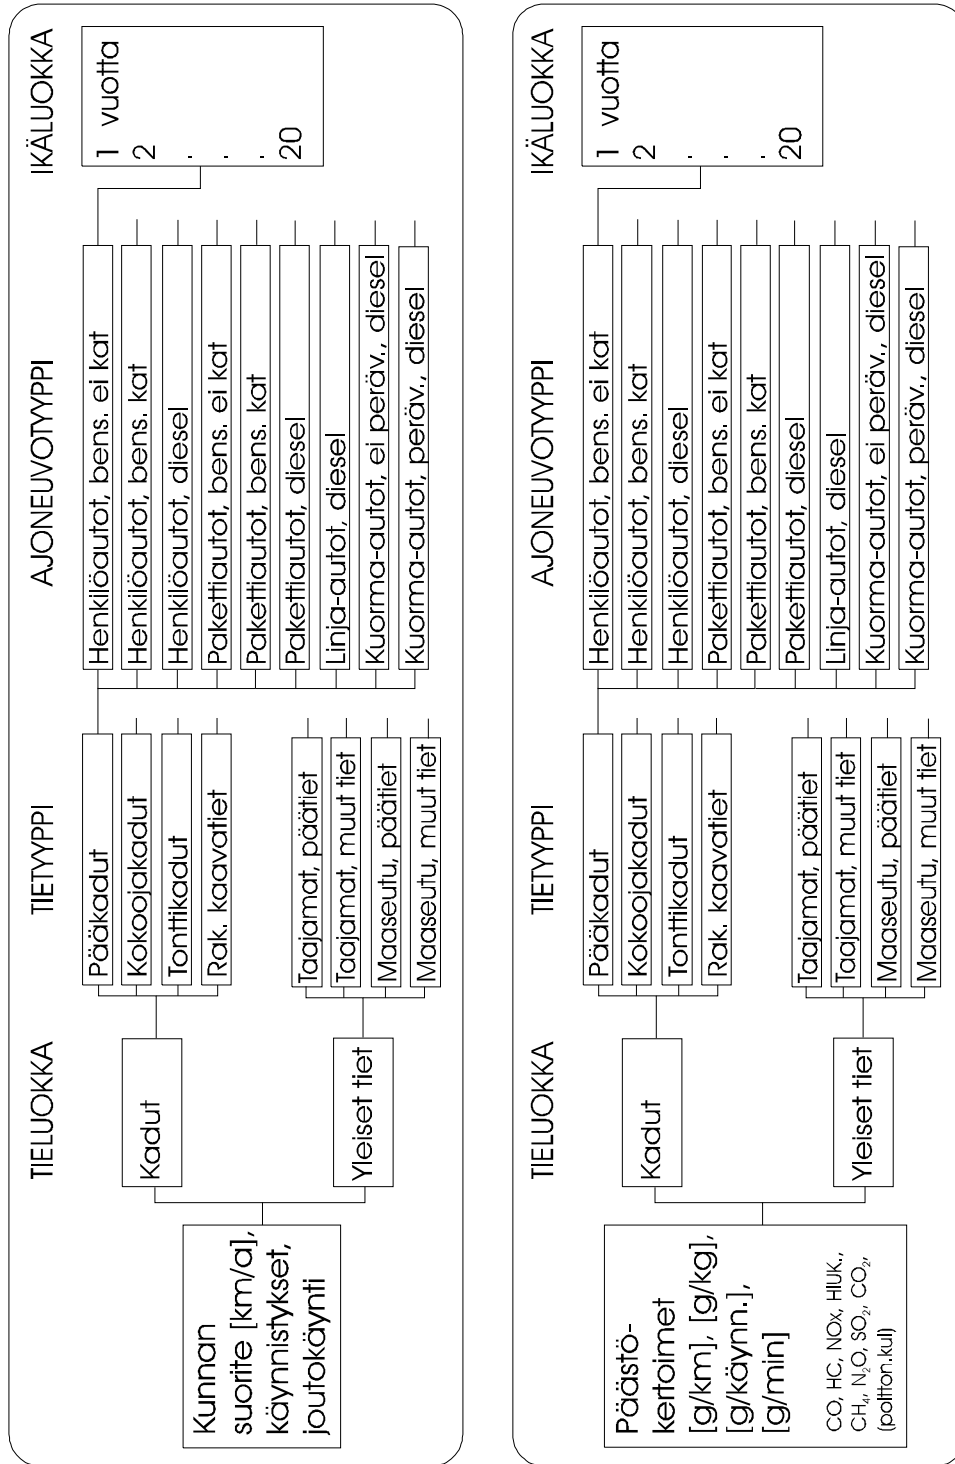 TIELUOKKA
TIETYYPPI
AJONEUVOTYYPPI
IKÄLUOKKA
Kunnan
suorite [km/a],
käynnistykset,
joutokäynti
Kadut
Yleiset tiet
Pääkadut
Kokoojakadut
Tonttikadut
Rak. kaavatiet
Taajamat, päätiet
Taajamat, muut tiet
Maaseutu, päätiet
Maaseutu, muut tiet
Henkilöautot, bens. ei kat
Henkilöautot, bens. kat
Henkilöautot, diesel
Pakettiautot, bens. ei kat
Pakettiautot, bens. kat
Pakettiautot, diesel
Linja-autot, diesel
Kuorma-autot, ei peräv., diesel
Kuorma-autot, peräv., diesel
1 vuotta
2
.
.
.
20
TIELUOKKA
TIETYYPPI
AJONEUVOTYYPPI
IKÄLUOKKA
Päästö-
kertoimet
[g/km], [g/kg],
[g/käynn.],
[g/min]
CO, HC, NOx, HIUK.,
CH₄, N₂O, SO₂, CO₂,
(poltton.kul)
Kadut
Yleiset tiet
Pääkadut
Kokoojakadut
Tonttikadut
Rak. kaavatiet
Taajamat, päätiet
Taajamat, muut tiet
Maaseutu, päätiet
Maaseutu, muut tiet
Henkilöautot, bens. ei kat
Henkilöautot, bens. kat
Henkilöautot, diesel
Pakettiautot, bens. ei kat
Pakettiautot, bens. kat
Pakettiautot, diesel
Linja-autot, diesel
Kuorma-autot, ei peräv., diesel
Kuorma-autot, peräv., diesel
1 vuotta
2
.
.
.
20